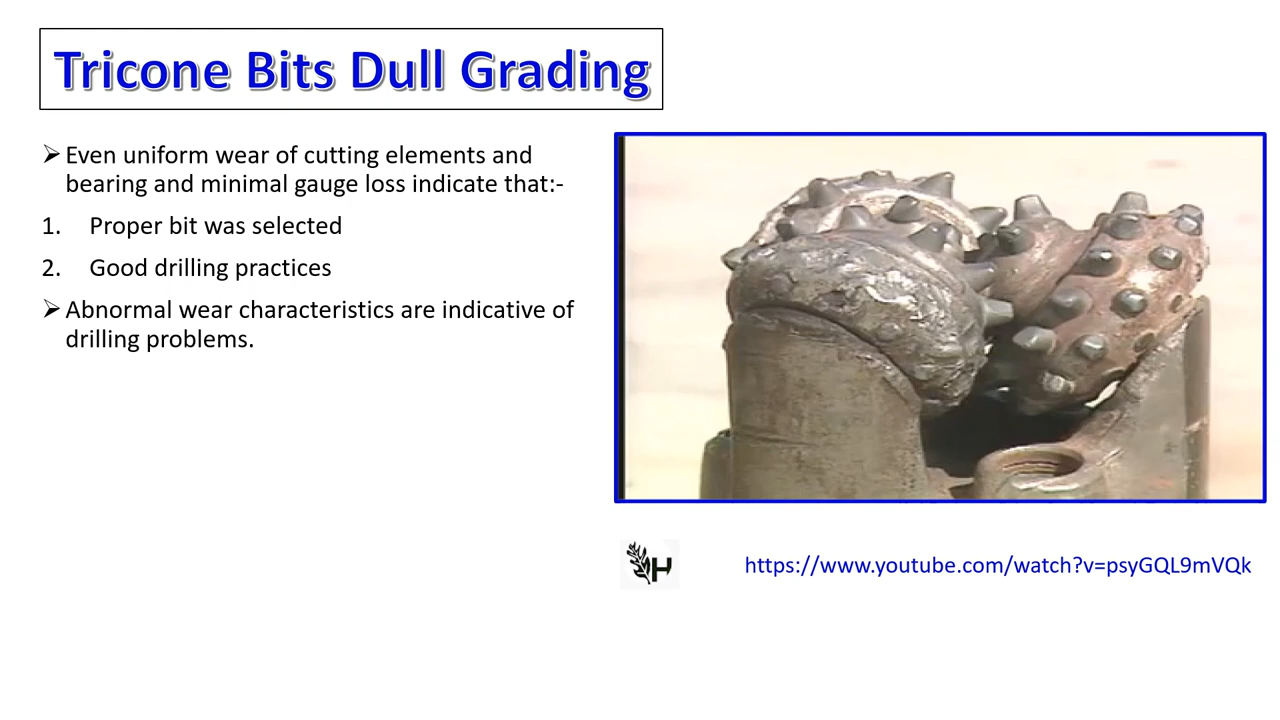 Tricone Bits Dull Grading
➢ Even uniform wear of cutting elements and
bearing and minimal gauge loss indicate that:-
1. Proper bit was selected
2. Good drilling practices
➢ Abnormal wear characteristics are indicative of
drilling problems.
H
https://www.youtube.com/watch?v=psyGQL9mVQk